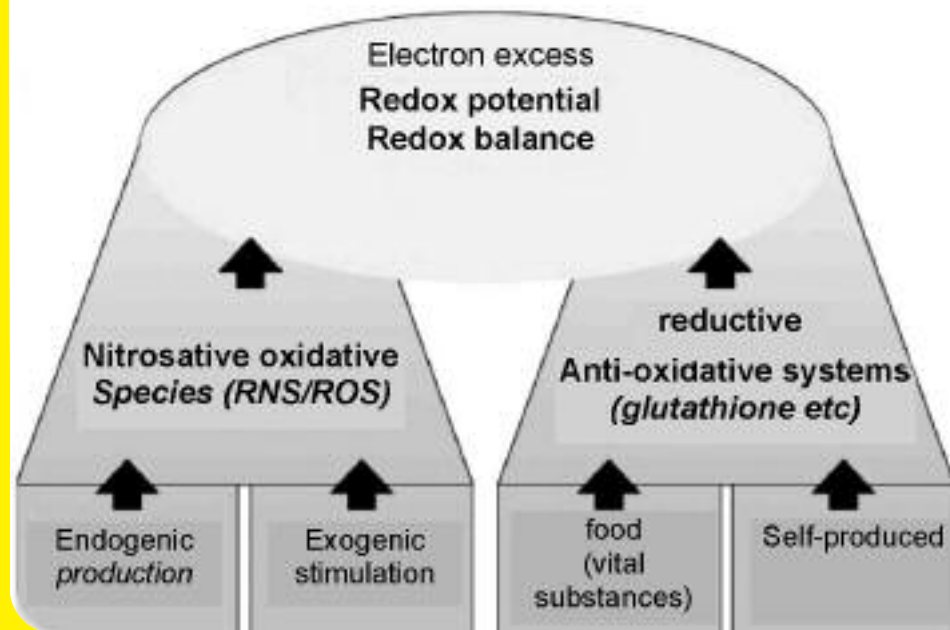 Electron excess
Redox potential
Redox balance
Nitrosative oxidative
Species (RNS/ROS)
reductive
Anti-oxidative systems
(glutathione etc)
Endogenic
production
Exogenic
stimulation
food
(vital
substances)
Self-produced